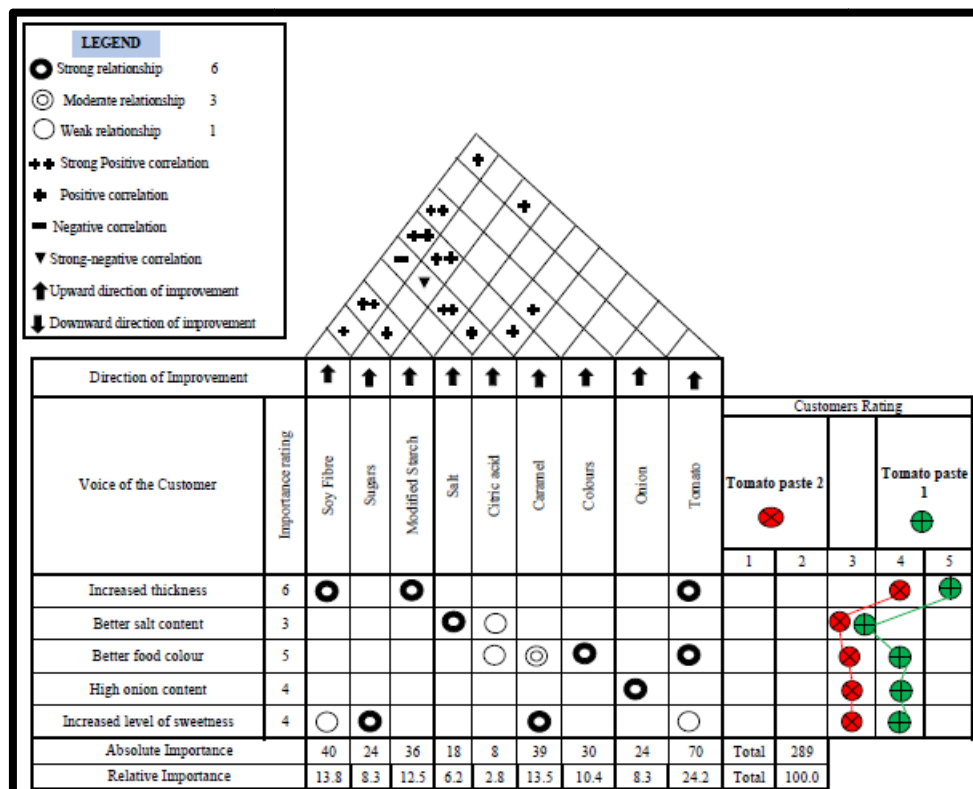 LEGEND
Strong relationship 6
Moderate relationship 3
Weak relationship 1
Strong Positive correlation
Positive correlation
Negative correlation
Strong-negative correlation
Upward direction of improvement
Downward direction of improvement
Direction of Improvement
Customers Rating
Voice of the Customer
Importance rating
Soy Fibre
Sugars
Modified Starch
Salt
Citric acid
Caramel
Colours
Onion
Tomato
Tomato paste 2
Tomato paste
1
1 2 3 4 5
Increased thickness 6
Better salt content 3
Better food colour 5
High onion content 4
Increased level of sweetness 4
Absolute Importance 40 24 36 18 8 39 30 24 70 Total 289
Relative Importance 13.8 8.3 12.5 6.2 2.8 13.5 10.4 8.3 24.2 Total 100.0